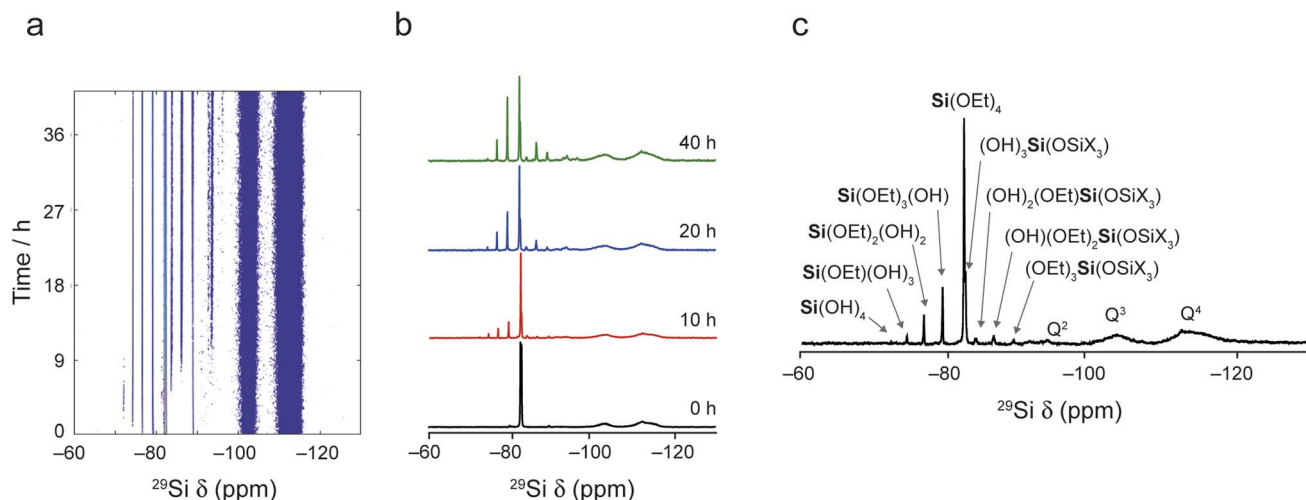 a
Time / h
36
27
18
9
0
–60
–80
–100
–120
²⁹Si δ (ppm)
b
40 h
20 h
10 h
0 h
–60
–80
–100
–120
²⁹Si δ (ppm)
c
Si(OEt)₄
(OH)₃Si(OSiX₃)
Si(OEt)₃(OH)
(OH)₂(OEt)Si(OSiX₃)
Si(OEt)₂(OH)₂
(OH)(OEt)₂Si(OSiX₃)
Si(OEt)(OH)₃
(OEt)₃Si(OSiX₃)
Si(OH)₄
Q²
Q³
Q⁴
–60
–80
–100
–120
²⁹Si δ (ppm)